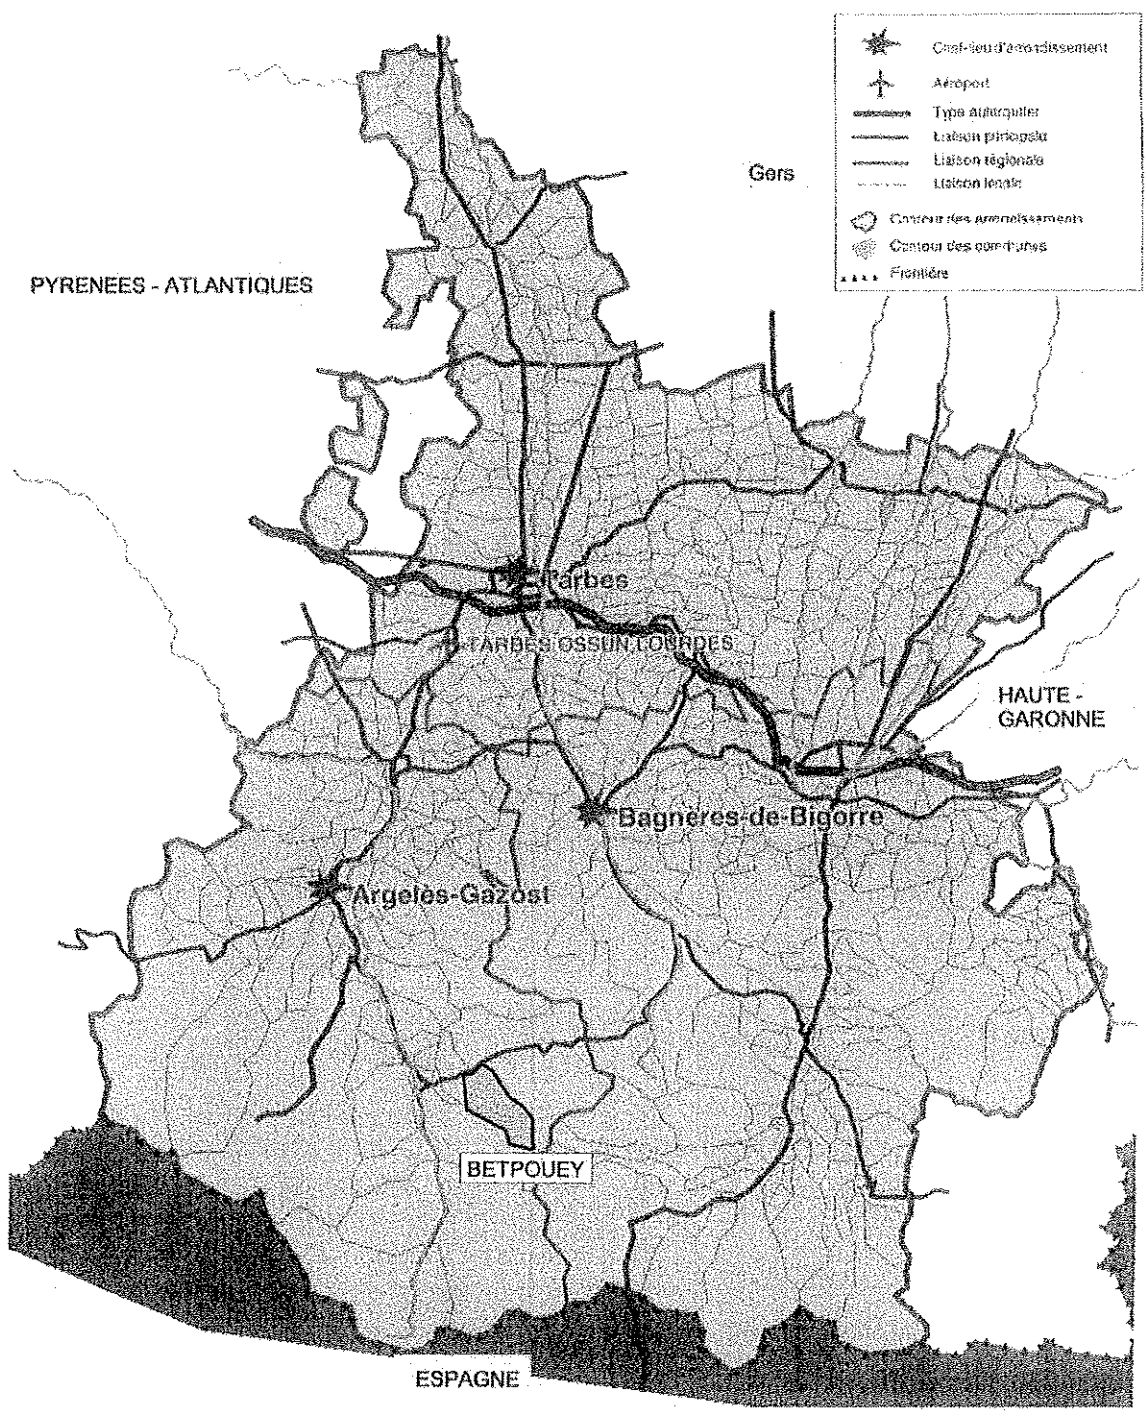 Chef-lieu d'arrondissement
Aéroport
Type autoroutier
Liaison principale
Liaison régionale
Liaison locale
Contour des arrondissements
Contour des communes
Frontière
Gers
PYRENEES - ATLANTIQUES
Tarbes
TARBES OSSUN LOURDES
HAUTE -
GARONNE
Bagnères-de-Bigorre
Argelès-Gazost
BETPOUEY
ESPAGNE